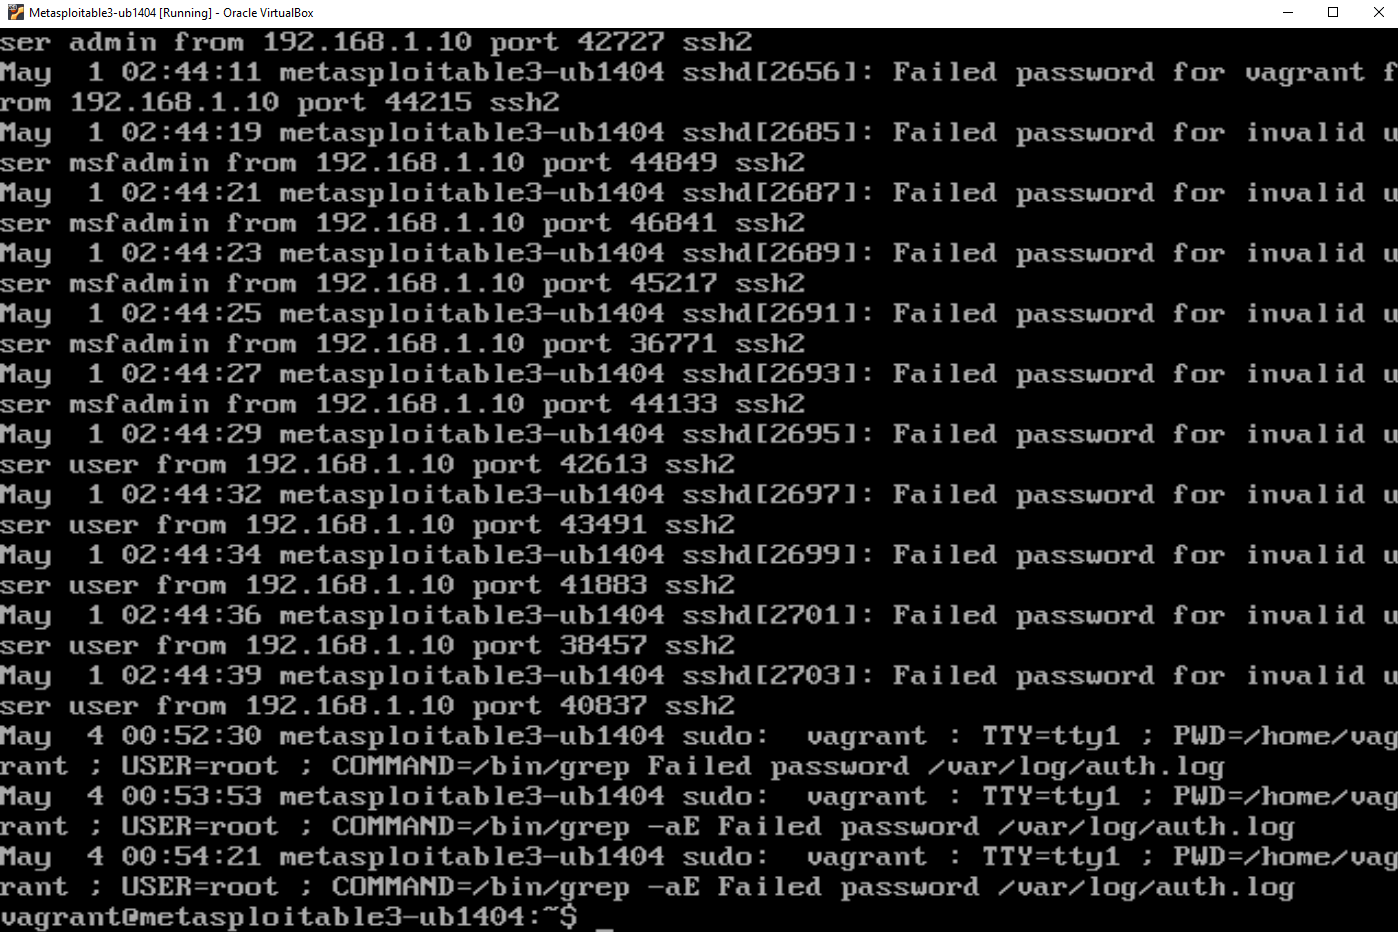 Metasploitable3-ub1404 [Running] - Oracle VirtualBox
ser admin from 192.168.1.10 port 42727 ssh2
May  1 02:44:11 metasploitable3-ub1404 sshd[2656]: Failed password for vagrant f
rom 192.168.1.10 port 44215 ssh2
May  1 02:44:19 metasploitable3-ub1404 sshd[2685]: Failed password for invalid u
ser msfadmin from 192.168.1.10 port 44849 ssh2
May  1 02:44:21 metasploitable3-ub1404 sshd[2687]: Failed password for invalid u
ser msfadmin from 192.168.1.10 port 46841 ssh2
May  1 02:44:23 metasploitable3-ub1404 sshd[2689]: Failed password for invalid u
ser msfadmin from 192.168.1.10 port 45217 ssh2
May  1 02:44:25 metasploitable3-ub1404 sshd[2691]: Failed password for invalid u
ser msfadmin from 192.168.1.10 port 36771 ssh2
May  1 02:44:27 metasploitable3-ub1404 sshd[2693]: Failed password for invalid u
ser msfadmin from 192.168.1.10 port 44133 ssh2
May  1 02:44:29 metasploitable3-ub1404 sshd[2695]: Failed password for invalid u
ser user from 192.168.1.10 port 42613 ssh2
May  1 02:44:32 metasploitable3-ub1404 sshd[2697]: Failed password for invalid u
ser user from 192.168.1.10 port 43491 ssh2
May  1 02:44:34 metasploitable3-ub1404 sshd[2699]: Failed password for invalid u
ser user from 192.168.1.10 port 41883 ssh2
May  1 02:44:36 metasploitable3-ub1404 sshd[2701]: Failed password for invalid u
ser user from 192.168.1.10 port 38457 ssh2
May  1 02:44:39 metasploitable3-ub1404 sshd[2703]: Failed password for invalid u
ser user from 192.168.1.10 port 40837 ssh2
May  4 00:52:30 metasploitable3-ub1404 sudo:  vagrant : TTY=tty1 ; PWD=/home/vag
rant ; USER=root ; COMMAND=/bin/grep Failed password /var/log/auth.log
May  4 00:53:53 metasploitable3-ub1404 sudo:  vagrant : TTY=tty1 ; PWD=/home/vag
rant ; USER=root ; COMMAND=/bin/grep -aE Failed password /var/log/auth.log
May  4 00:54:21 metasploitable3-ub1404 sudo:  vagrant : TTY=tty1 ; PWD=/home/vag
rant ; USER=root ; COMMAND=/bin/grep -aE Failed password /var/log/auth.log
vagrant@metasploitable3-ub1404:~$ _